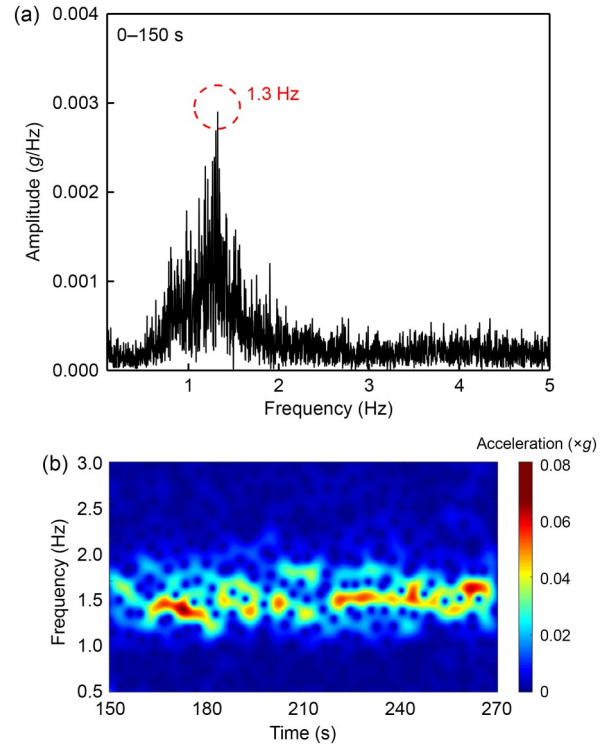 (a)
0–150 s
1.3 Hz
0.004
0.003
0.002
0.001
0.000
Amplitude (g/Hz)
1 2 3 4 5
Frequency (Hz)
(b)
Acceleration (×g)
3.0
2.5
2.0
1.5
1.0
0.5
Frequency (Hz)
150 180 210 240 270
Time (s)
0.08
0.06
0.04
0.02
0